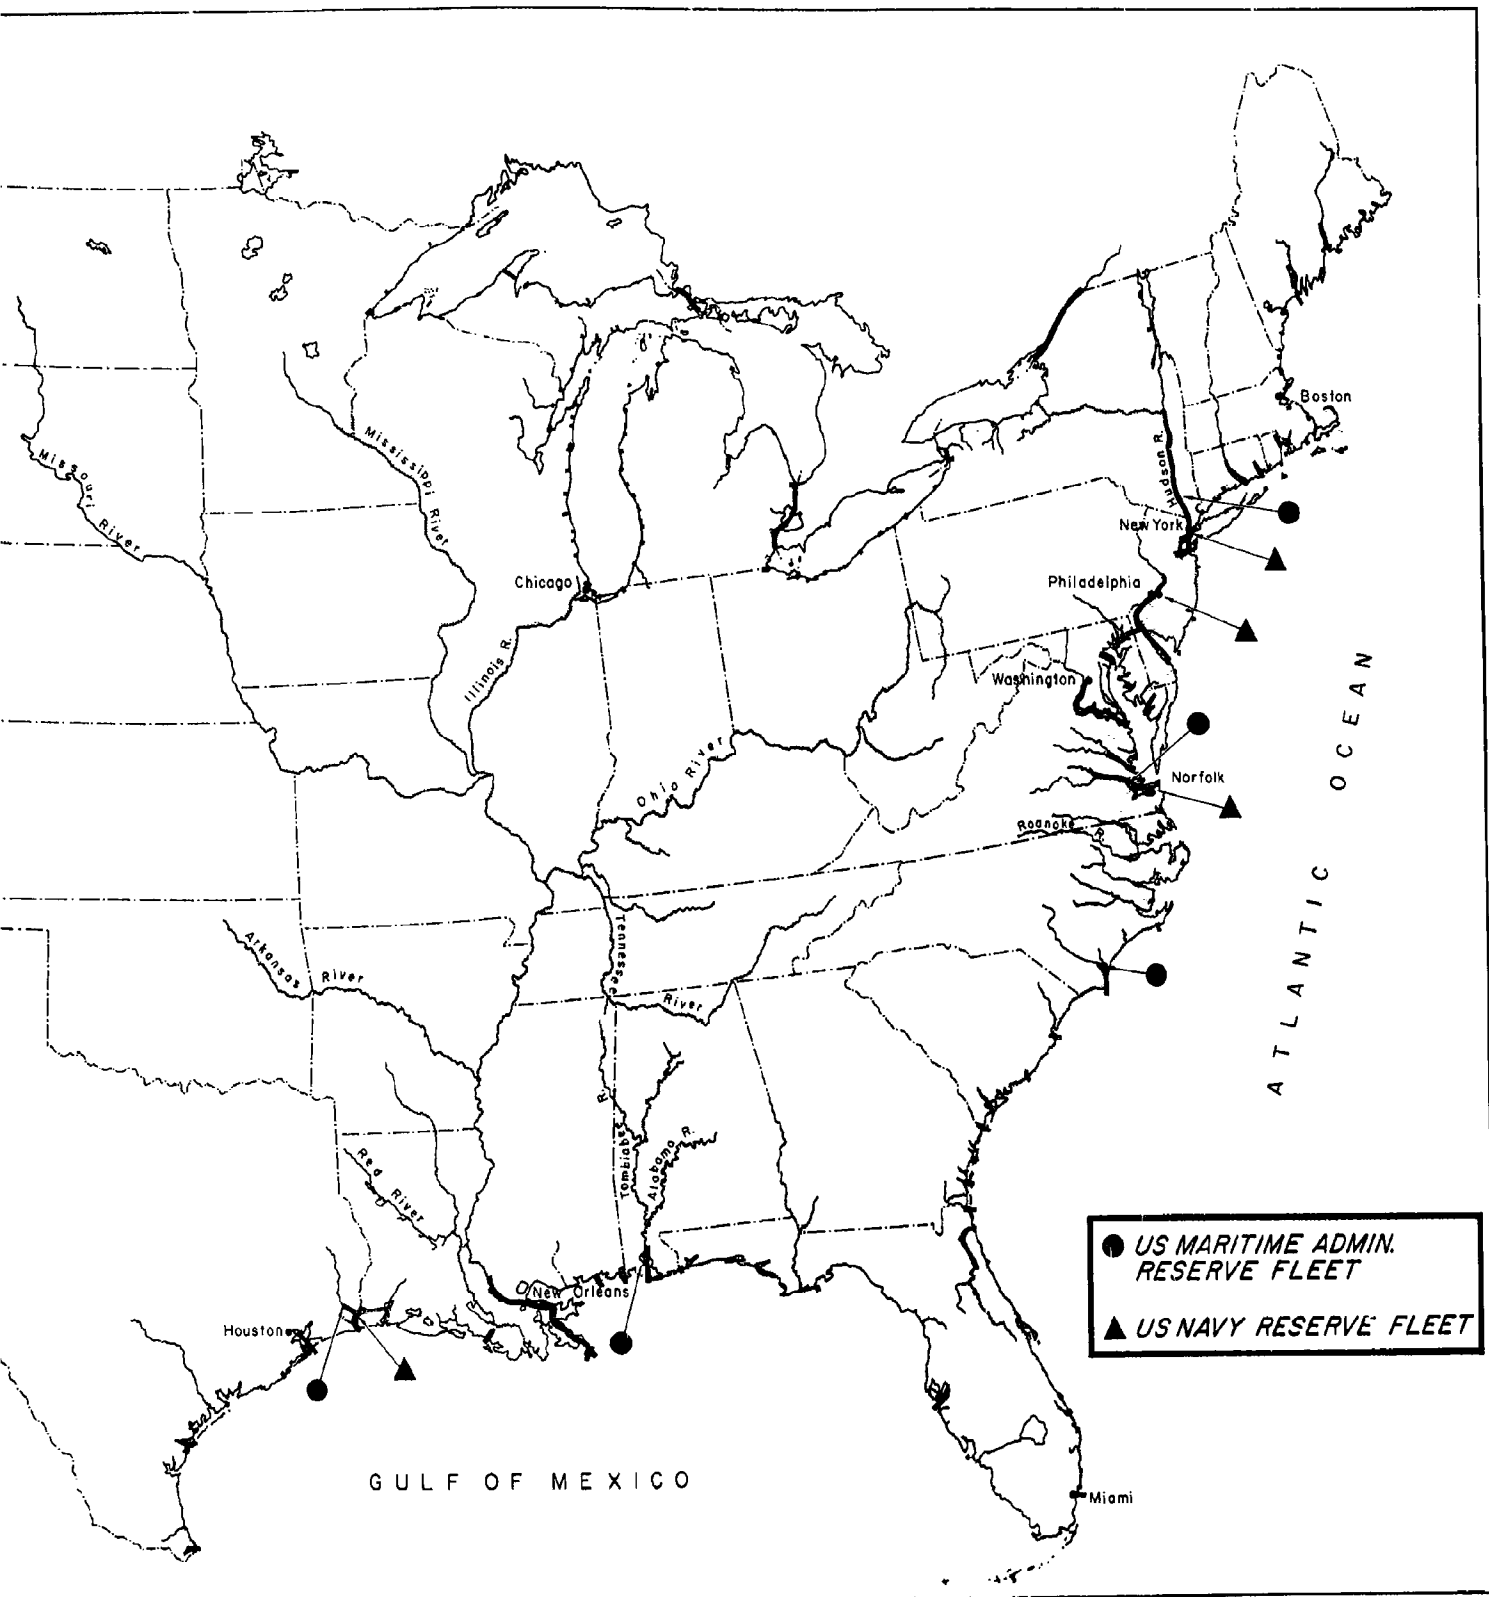 Boston
Mississippi River
Missouri River
Hudson R.
New York
Chicago
Philadelphia
Illinois R.
Washington
ATLANTIC OCEAN
Ohio River
Norfolk
Roanoke R.
Arkansas River
Tennessee River
Tombigbee R.
Alabama R.
Red River
● US MARITIME ADMIN.
RESERVE FLEET
▲ US NAVY RESERVE FLEET
New Orleans
Houston
GULF OF MEXICO
Miami